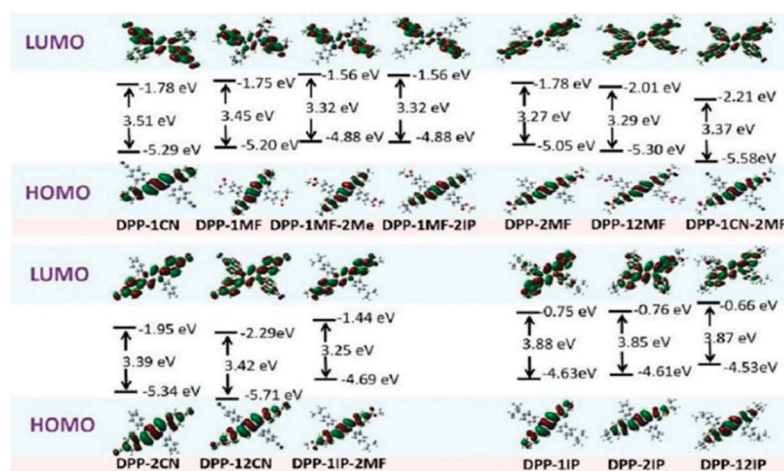 LUMO
-1.78 eV -1.75 eV -1.56 eV -1.56 eV -1.78 eV -2.01 eV -2.21 eV
3.51 eV 3.45 eV 3.32 eV 3.32 eV 3.27 eV 3.29 eV 3.37 eV
-5.29 eV -5.20 eV -4.88 eV -4.88 eV -5.05 eV -5.30 eV -5.58eV
HOMO
DPP-1CN DPP-1MF DPP-1MF-2Me DPP-1MF-2IP DPP-2MF DPP-12MF DPP-1CN-2MF
LUMO
-1.95 eV -2.29eV -1.44 eV -0.75 eV -0.76 eV -0.66 eV
3.39 eV 3.42 eV 3.25 eV 3.88 eV 3.85 eV 3.87 eV
-5.34 eV -5.71 eV -4.69 eV -4.63eV -4.61eV -4.53eV
HOMO
DPP-2CN DPP-12CN DPP-1IP-2MF DPP-1IP DPP-2IP DPP-12IP